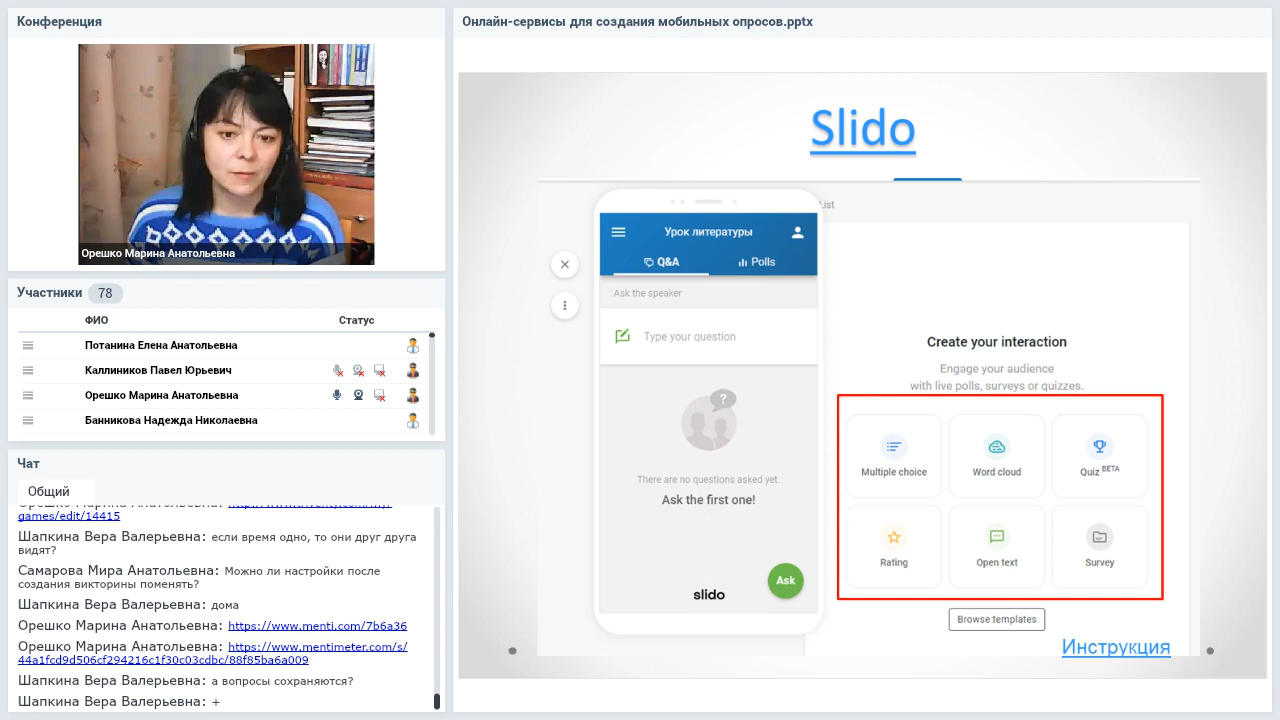 Конференция
Орешко Марина Анатольевна
Участники 78
ФИО Статус
Потанина Елена Анатольевна
Каллиников Павел Юрьевич
Орешко Марина Анатольевна
Банникова Надежда Николаевна
Чат
Общий
games/edit/14415
Шапкина Вера Валерьевна: если время одно, то они друг друга
видят?
Самарова Мира Анатольевна: Можно ли настройки после
создания викторины поменять?
Шапкина Вера Валерьевна: дома
Орешко Марина Анатольевна: https://www.menti.com/7b6a36
Орешко Марина Анатольевна: https://www.mentimeter.com/s/
44a1fcd9d506cf294216c1f30c03cdbc/88f85ba6a009
Шапкина Вера Валерьевна: а вопросы сохраняются?
Шапкина Вера Валерьевна: +
Онлайн-сервисы для создания мобильных опросов.pptx
Slido
Урок литературы
Q&A Polls
Ask the speaker
Type your question
?
There are no questions asked yet.
Ask the first one!
Ask
slido
Create your interaction
Engage your audience
with live polls, surveys or quizzes.
Multiple choice
Word cloud
Quiz BETA
Rating
Open text
Survey
Browse templates
Инструкция